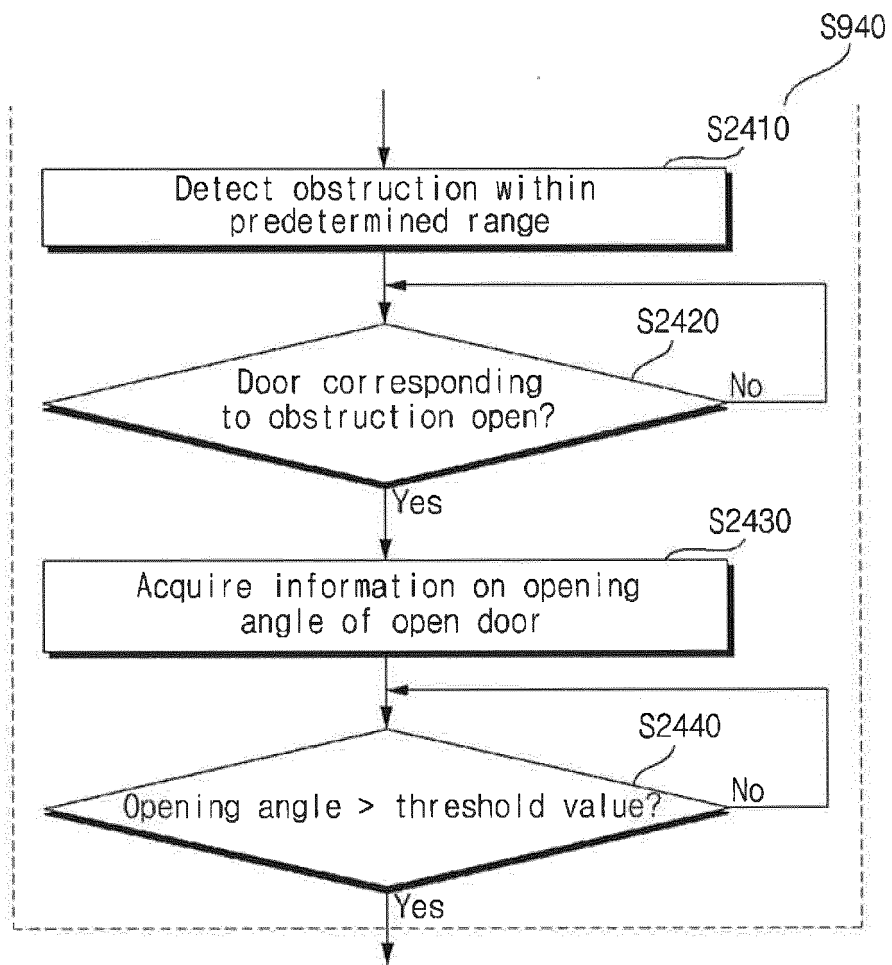 S940
S2410
Detect obstruction within
predetermined range
S2420
Door corresponding
to obstruction open?
No
Yes
S2430
Acquire information on opening
angle of open door
S2440
Opening angle > threshold value?
No
Yes